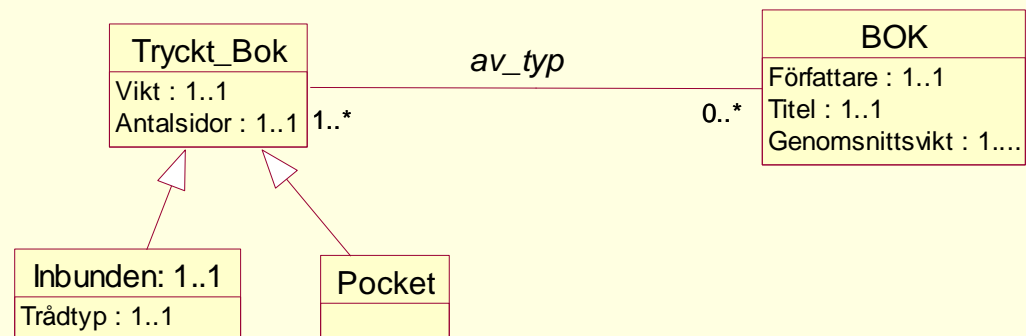 Tryckt_Bok
Vikt : 1..1
Antalsidor : 1..1
1..*
av_typ
0..*
BOK
Författare : 1..1
Titel : 1..1
Genomsnittsvikt : 1....
Inbunden: 1..1
Trådtyp : 1..1
Pocket